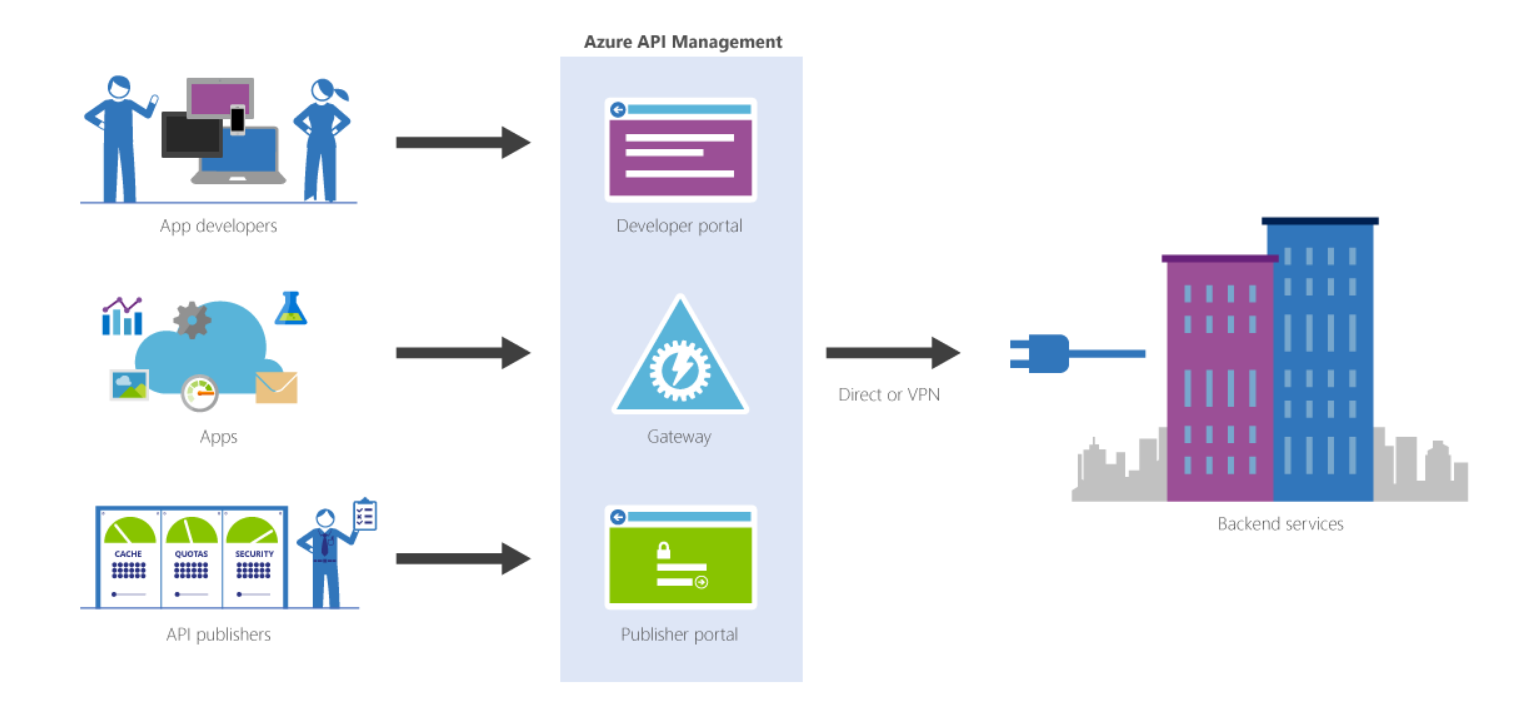 Azure API Management
App developers
Developer portal
Apps
Gateway
Direct or VPN
Backend services
CACHE
QUOTAS
SECURITY
API publishers
Publisher portal